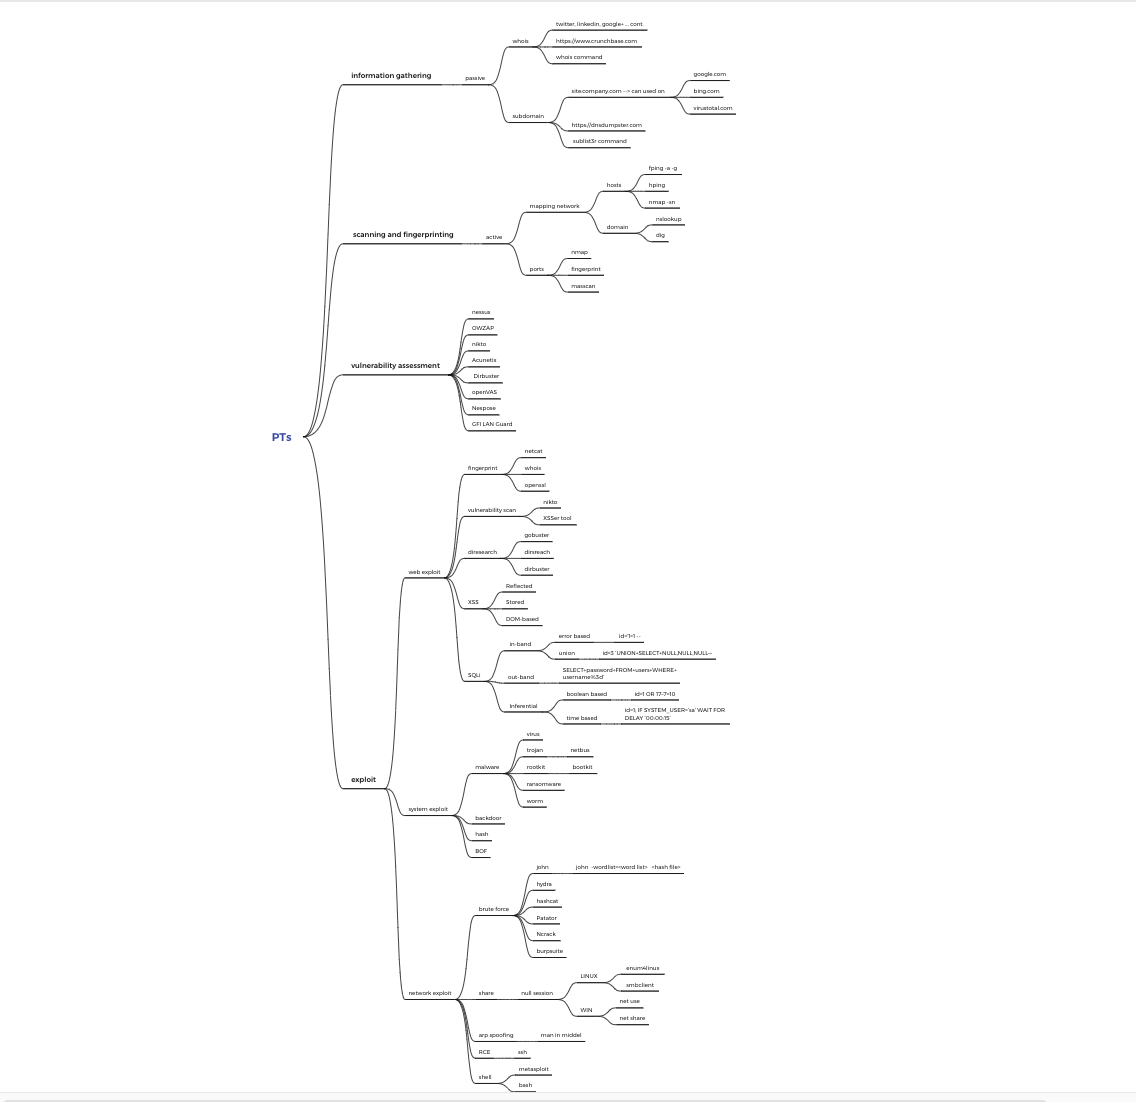 twitter, linkedin, google+ ... cont
whois
https://www.crunchbase.com
whois command
information gathering
passive
google.com
site.company.com --> can used on
bing.com
virustotal.com
subdomain
https://dnsdumpster.com
sublist3r command
fping -a -g
hosts
hping
nmap -sn
mapping network
nslookup
domain
dig
scanning and fingerprinting
active
nmap
ports
fingerprint
masscan
nessus
OWZAP
nikto
Acunetix
vulnerability assessment
Dirbuster
openVAS
Nexpose
GFI LAN Guard
PTs
netcat
fingerprint
whois
openssl
nikto
vulnerability scan
XSSer tool
gobuster
diresearch
dirsreach
dirbuster
web exploit
Reflected
XSS
Stored
DOM-based
error based
in-band
union
id=3 'UNION+SELECT+NULL,NULL,NULL--
SQLi
out-band
SELECT+password+FROM+users+WHERE+
username%3d'
boolean based
id=1 OR 17-7=10
Inferential
time based
id=1; IF SYSTEM_USER='sa' WAIT FOR
DELAY '00:00:15'
virus
trojan
netbus
malware
rootkit
bootkit
ransomware
worm
exploit
system exploit
backdoor
hash
BOF
john
john -wordlist=<word list> <hash file>
hydra
hashcat
brute force
Patator
Ncrack
burpsuite
enum4linux
LINUX
smbclient
network exploit
share
null session
net use
WIN
net share
arp spoofing
man in middel
RCE
ssh
metasploit
shell
bash